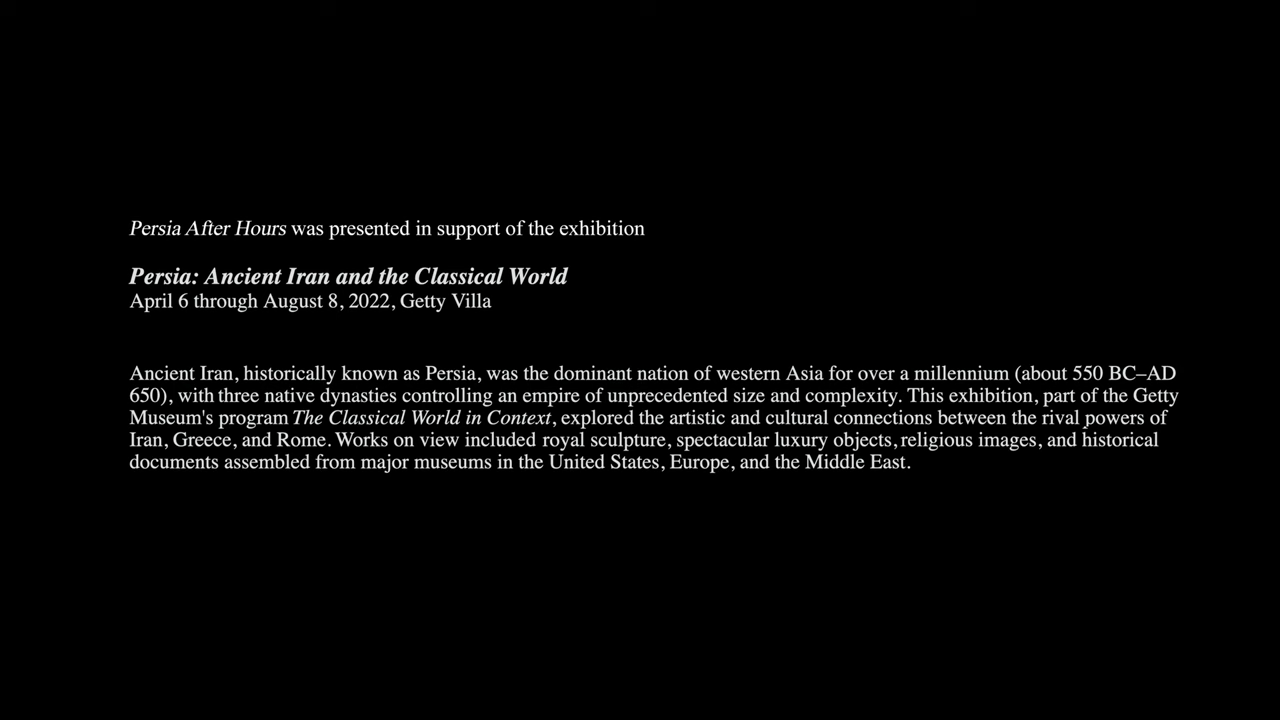 Persia After Hours was presented in support of the exhibition
Persia: Ancient Iran and the Classical World
April 6 through August 8, 2022, Getty Villa
Ancient Iran, historically known as Persia, was the dominant nation of western Asia for over a millennium (about 550 BC–AD
650), with three native dynasties controlling an empire of unprecedented size and complexity. This exhibition, part of the Getty
Museum's program The Classical World in Context, explored the artistic and cultural connections between the rival powers of
Iran, Greece, and Rome. Works on view included royal sculpture, spectacular luxury objects, religious images, and historical
documents assembled from major museums in the United States, Europe, and the Middle East.